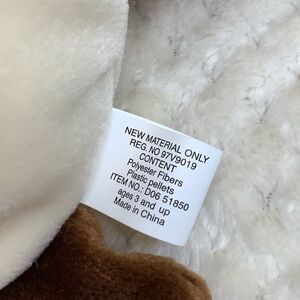 NEW MATERIAL ONLY
REG. NO 97V9019
CONTENT
Polyester Fibers
Plastic pellets
ITEM NO.: D06 51850
ages 3 and up
Made in China